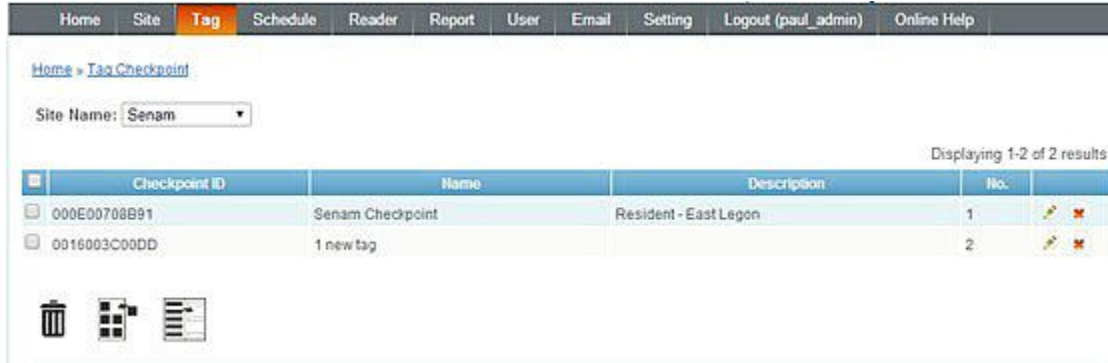 Home Site Tag Schedule Reader Report User Email Setting Logout (paul_admin) Online Help
Home » Tag Checkpoint
Site Name: Senam
Displaying 1-2 of 2 results
Checkpoint ID Name Description No.
000E00708B91 Senam Checkpoint Resident - East Legon 1
0016003C00DD 1 new tag 2